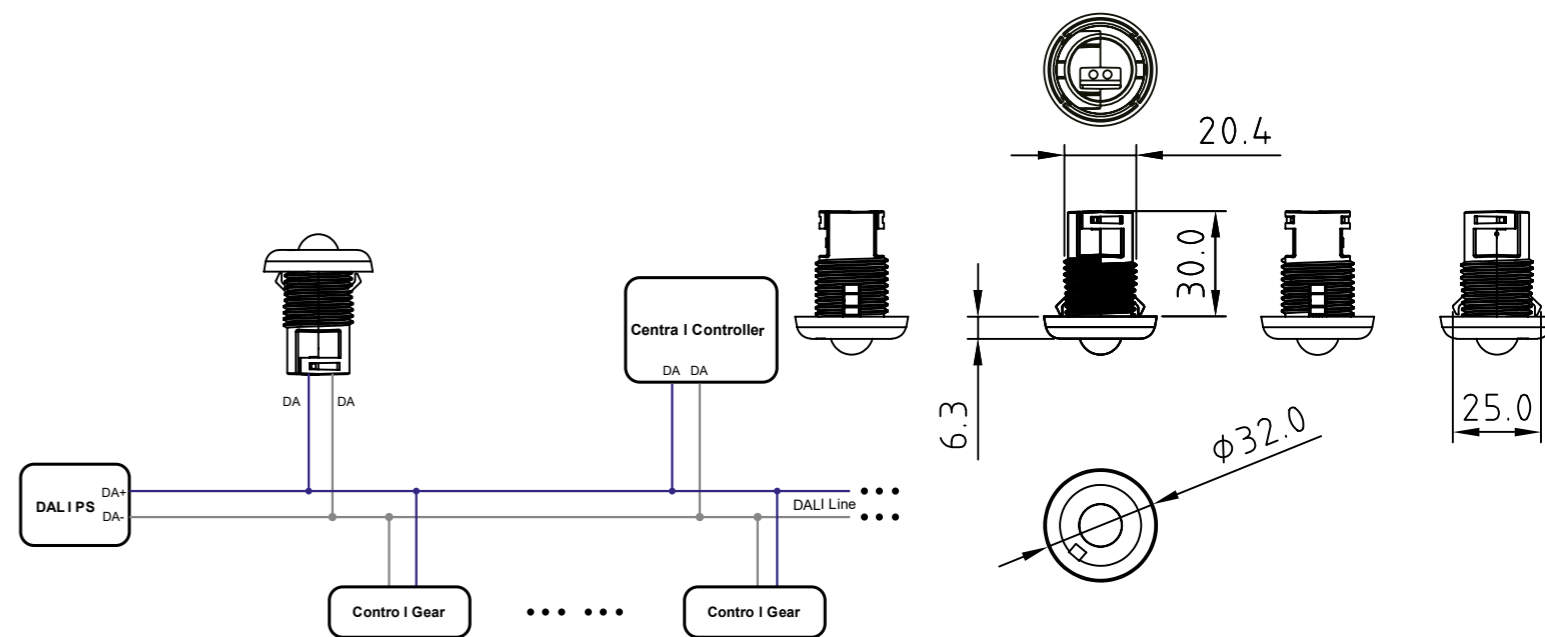 20.4
30.0
Centra l Controller
DA DA
DA DA
6.3
25.0
ϕ32.0
DAL I PS
DA+
DA-
DALI Line
Contro l Gear
Contro l Gear